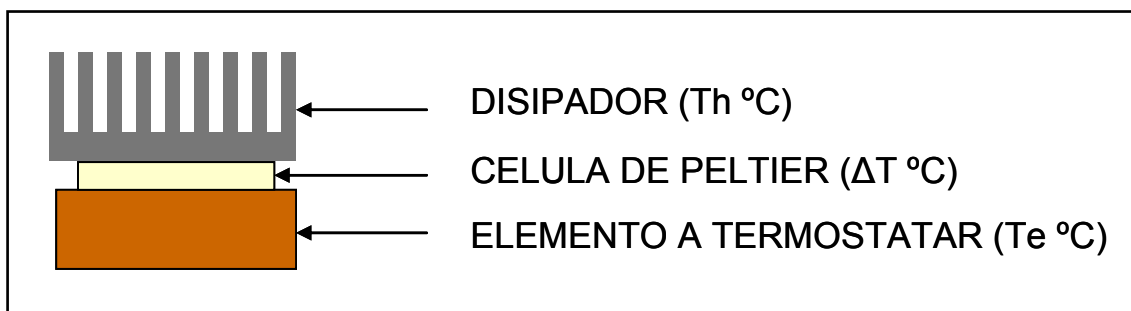 DISIPADOR (Th ºC)
CELULA DE PELTIER (ΔT ºC)
ELEMENTO A TERMOSTATAR (Te ºC)